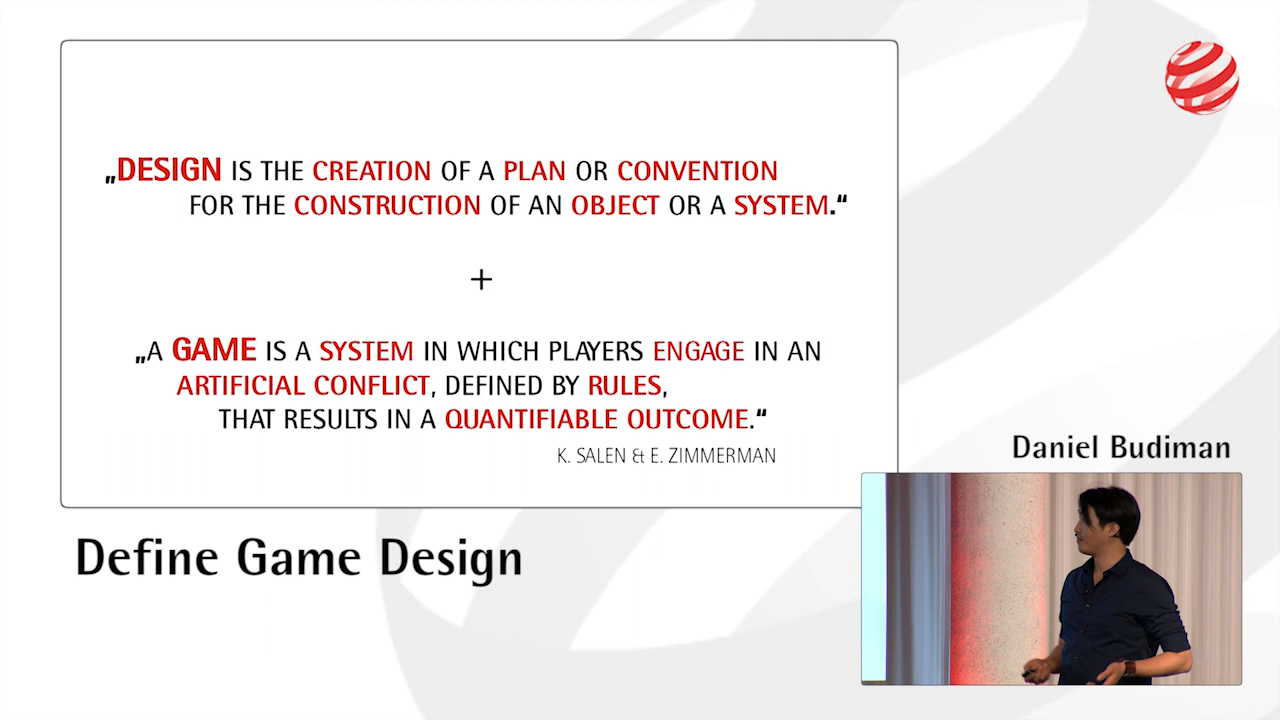 „DESIGN IS THE CREATION OF A PLAN OR CONVENTION
FOR THE CONSTRUCTION OF AN OBJECT OR A SYSTEM.“
+
„A GAME IS A SYSTEM IN WHICH PLAYERS ENGAGE IN AN
ARTIFICIAL CONFLICT, DEFINED BY RULES,
THAT RESULTS IN A QUANTIFIABLE OUTCOME.“
K. SALEN & E. ZIMMERMAN
Daniel Budiman
Define Game Design